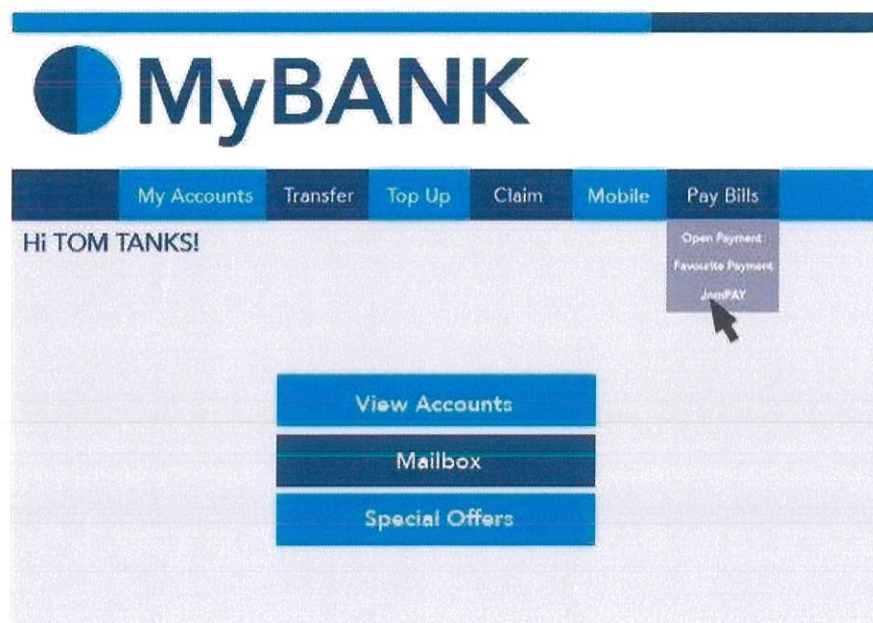 MyBANK
My Accounts Transfer Top Up Claim Mobile Pay Bills
Hi TOM TANKS!
Open Payment
Favourite Payment
JomPAY
View Accounts
Mailbox
Special Offers